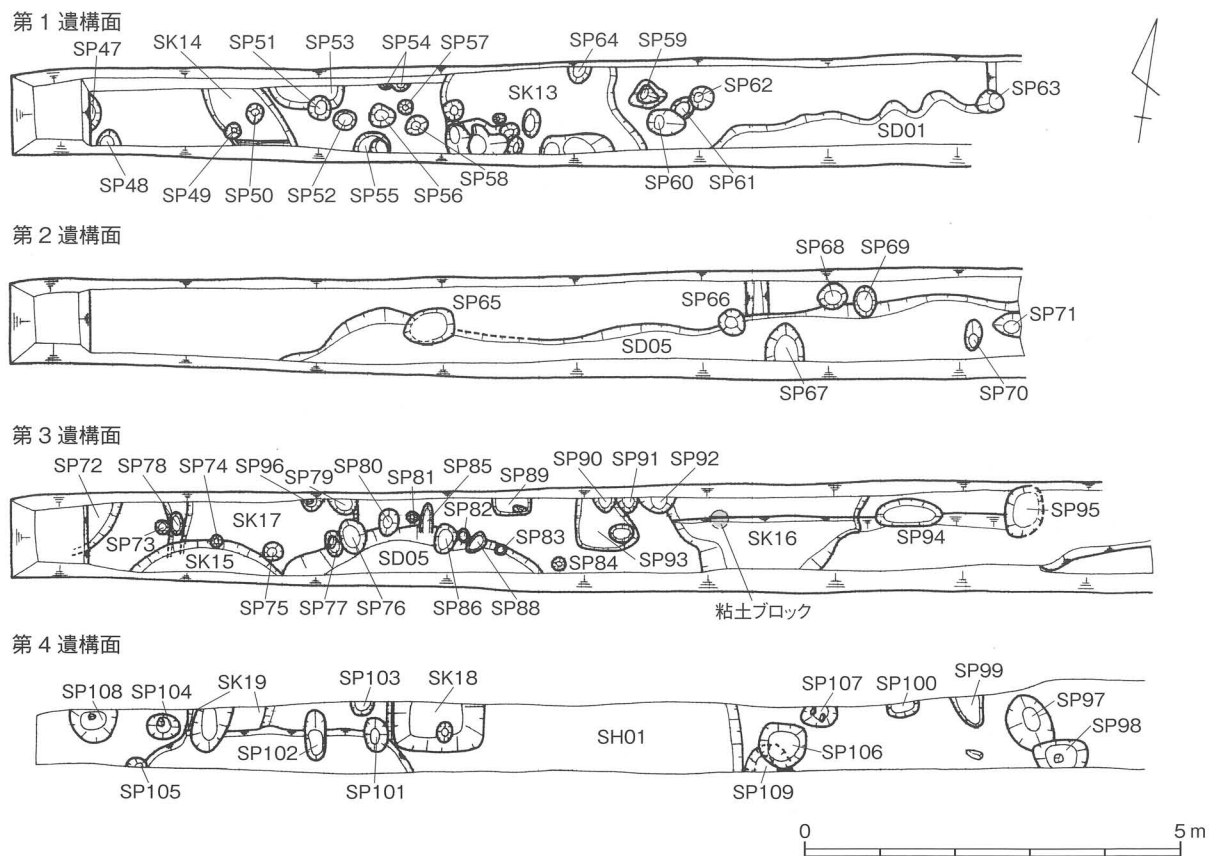 第1遺構面
SP47 SK14 SP51 SP53 SP54 SP57 SP64 SP59
SP62 SP63
SK13
SD01
SP48 SP49 SP50 SP52 SP55 SP56 SP58 SP60 SP61
第2遺構面
SP68 SP69
SP65 SP66 SP71
SD05
SP67 SP70
第3遺構面
SP72 SP78 SP74 SP96 SP79 SP80 SP81 SP85 SP89 SP90 SP91 SP92
SP82 SP95
SK17
SP73 SK15 SD05 SP83 SP84 SP93 SK16 SP94
SP75 SP77 SP76 SP86 SP88 粘土ブロック
第4遺構面
SP108 SP104 SK19 SP103 SK18 SP107 SP100 SP99 SP97
SP98
SP102 SH01 SP106
SP105 SP101 SP109
0 5 m